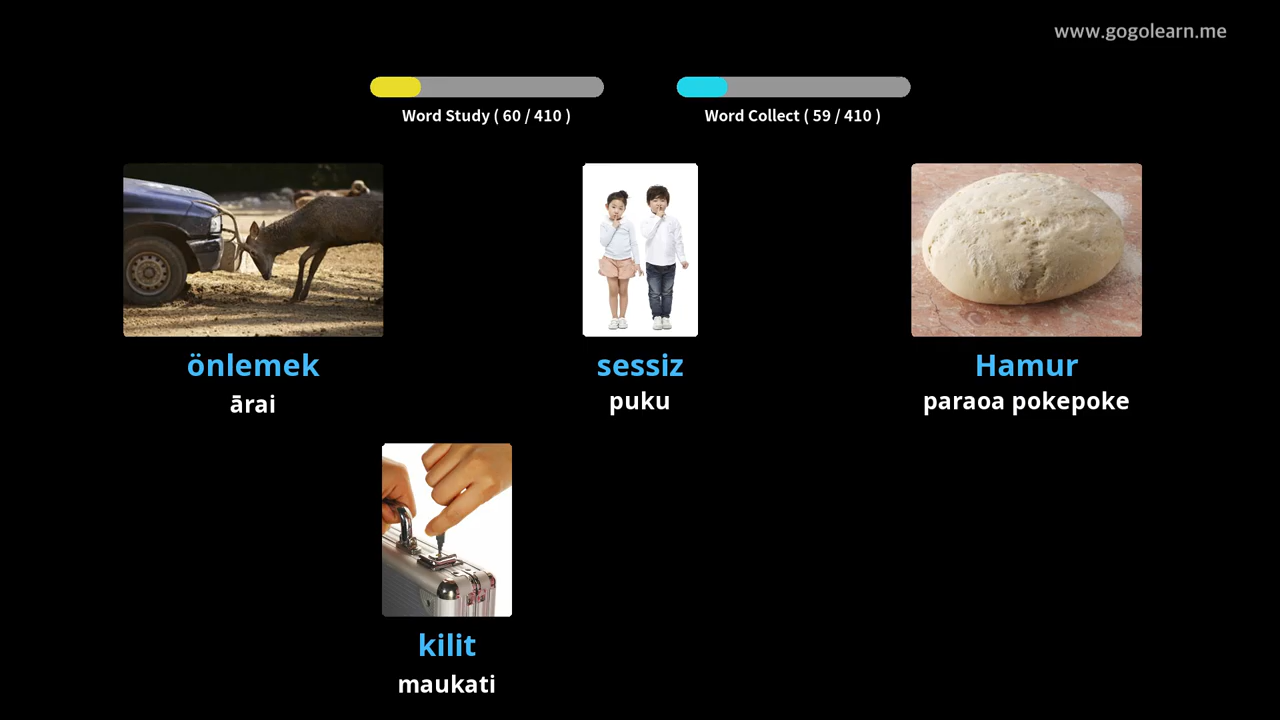 www.gogolearn.me
Word Study ( 60 / 410 )
Word Collect ( 59 / 410 )
önlemek
ārai
sessiz
puku
Hamur
paraoa pokepoke
kilit
maukati